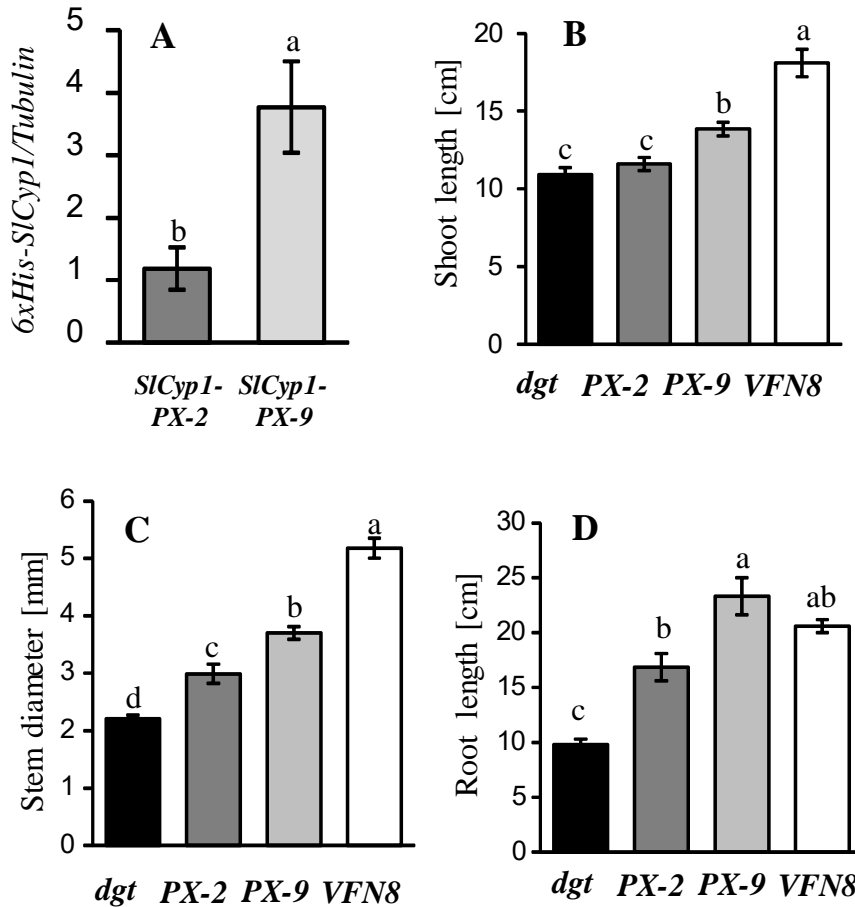 A
6xHis-SlCyp1/Tubulin
5
4
3
2
1
0
b
a
SlCyp1-
PX-2
SlCyp1-
PX-9
B
Shoot length [cm]
20
15
10
5
0
c
c
b
a
dgt
PX-2
PX-9
VFN8
C
Stem diameter [mm]
6
5
4
3
2
1
0
d
c
b
a
dgt
PX-2
PX-9
VFN8
D
Root length [cm]
30
25
20
15
10
5
0
c
b
a
ab
dgt
PX-2
PX-9
VFN8